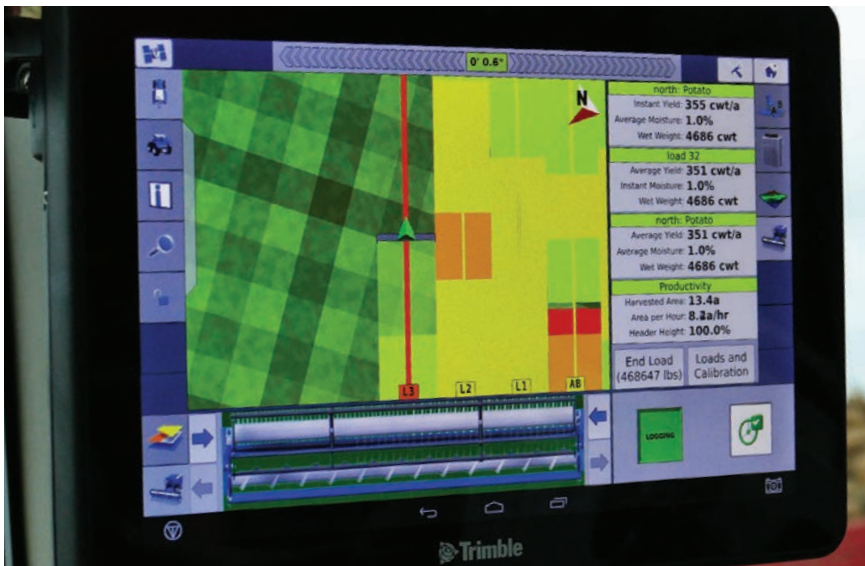 0' 0.6"
N
north: Potato
Instant Yield: 355 cwt/a
Average Moisture: 1.0%
Wet Weight: 4686 cwt
load 32
Average Yield: 351 cwt/a
Instant Moisture: 1.0%
Wet Weight: 4686 cwt
north: Potato
Average Yield: 351 cwt/a
Average Moisture: 1.0%
Wet Weight: 4686 cwt
Productivity
Harvested Area: 13.4a
Area per Hour:
Header Height: 100.0%
End Load
(468647 lbs)
Loads and
Calibration
L3
L2
L1
AB
LOGGING
Trimble